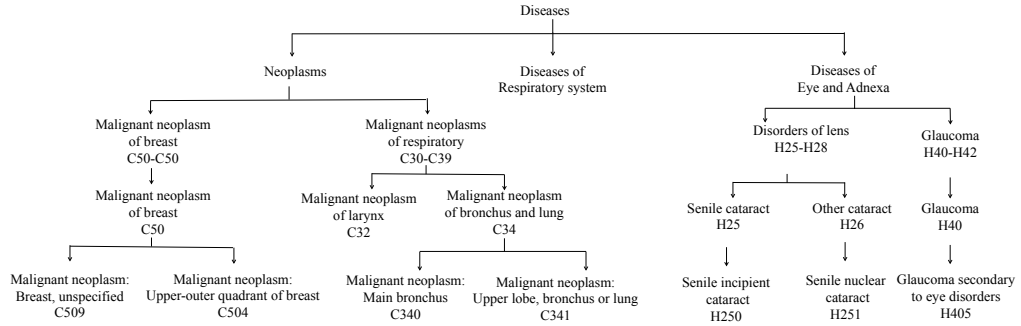 Diseases
Neoplasms
Diseases of
Respiratory system
Diseases of
Eye and Adnexa
Malignant neoplasm
of breast
C50-C50
Malignant neoplasms
of respiratory
C30-C39
Disorders of lens
H25-H28
Glaucoma
H40-H42
Malignant neoplasm
of breast
C50
Malignant neoplasm
of larynx
C32
Malignant neoplasm
of bronchus and lung
C34
Senile cataract
H25
Other cataract
H26
Glaucoma
H40
Malignant neoplasm:
Breast, unspecified
C509
Malignant neoplasm:
Upper-outer quadrant of breast
C504
Malignant neoplasm:
Main bronchus
C340
Malignant neoplasm:
Upper lobe, bronchus or lung
C341
Senile incipient
cataract
H250
Senile nuclear
cataract
H251
Glaucoma secondary
to eye disorders
H405